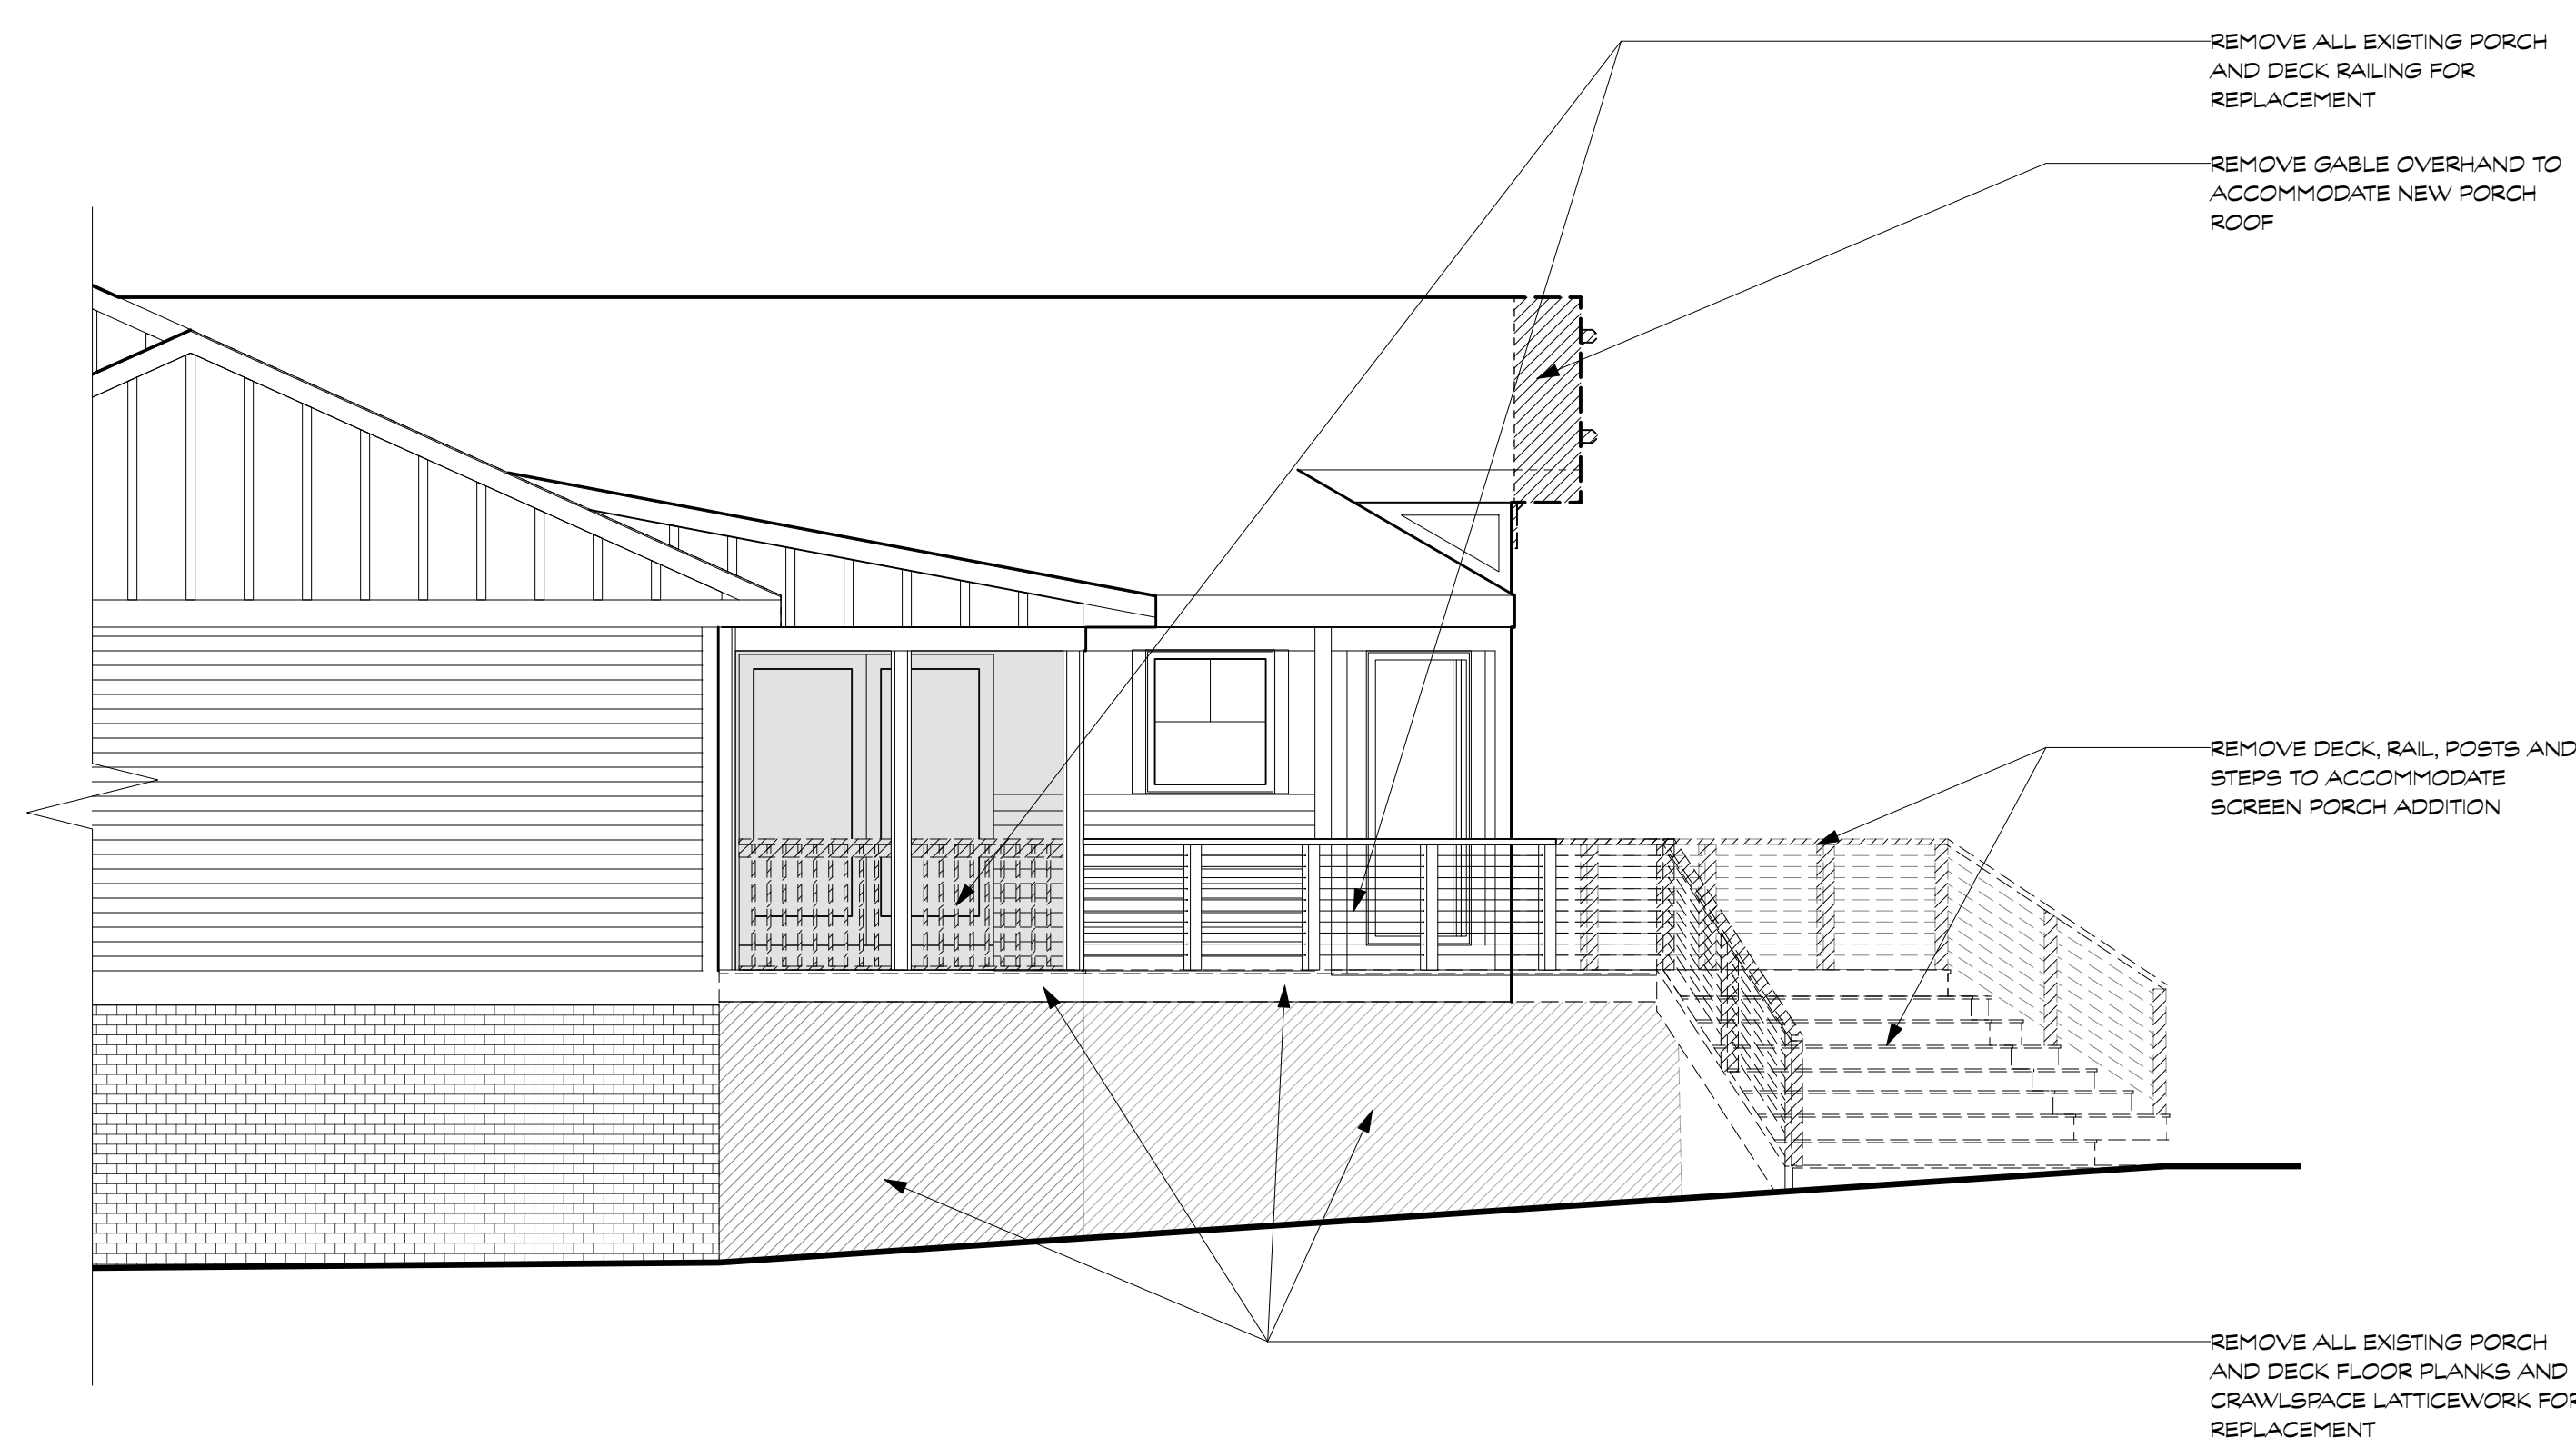 REMOVE ALL EXISTING PORCH
AND DECK RAILING FOR
REPLACEMENT
REMOVE GABLE OVERHAND TO
ACCOMMODATE NEW PORCH
ROOF
REMOVE DECK, RAIL, POSTS AND
STEPS TO ACCOMMODATE
SCREEN PORCH ADDITION
REMOVE ALL EXISTING PORCH
AND DECK FLOOR PLANKS AND
CRAWLSPACE LATTICEWORK FOR
REPLACEMENT